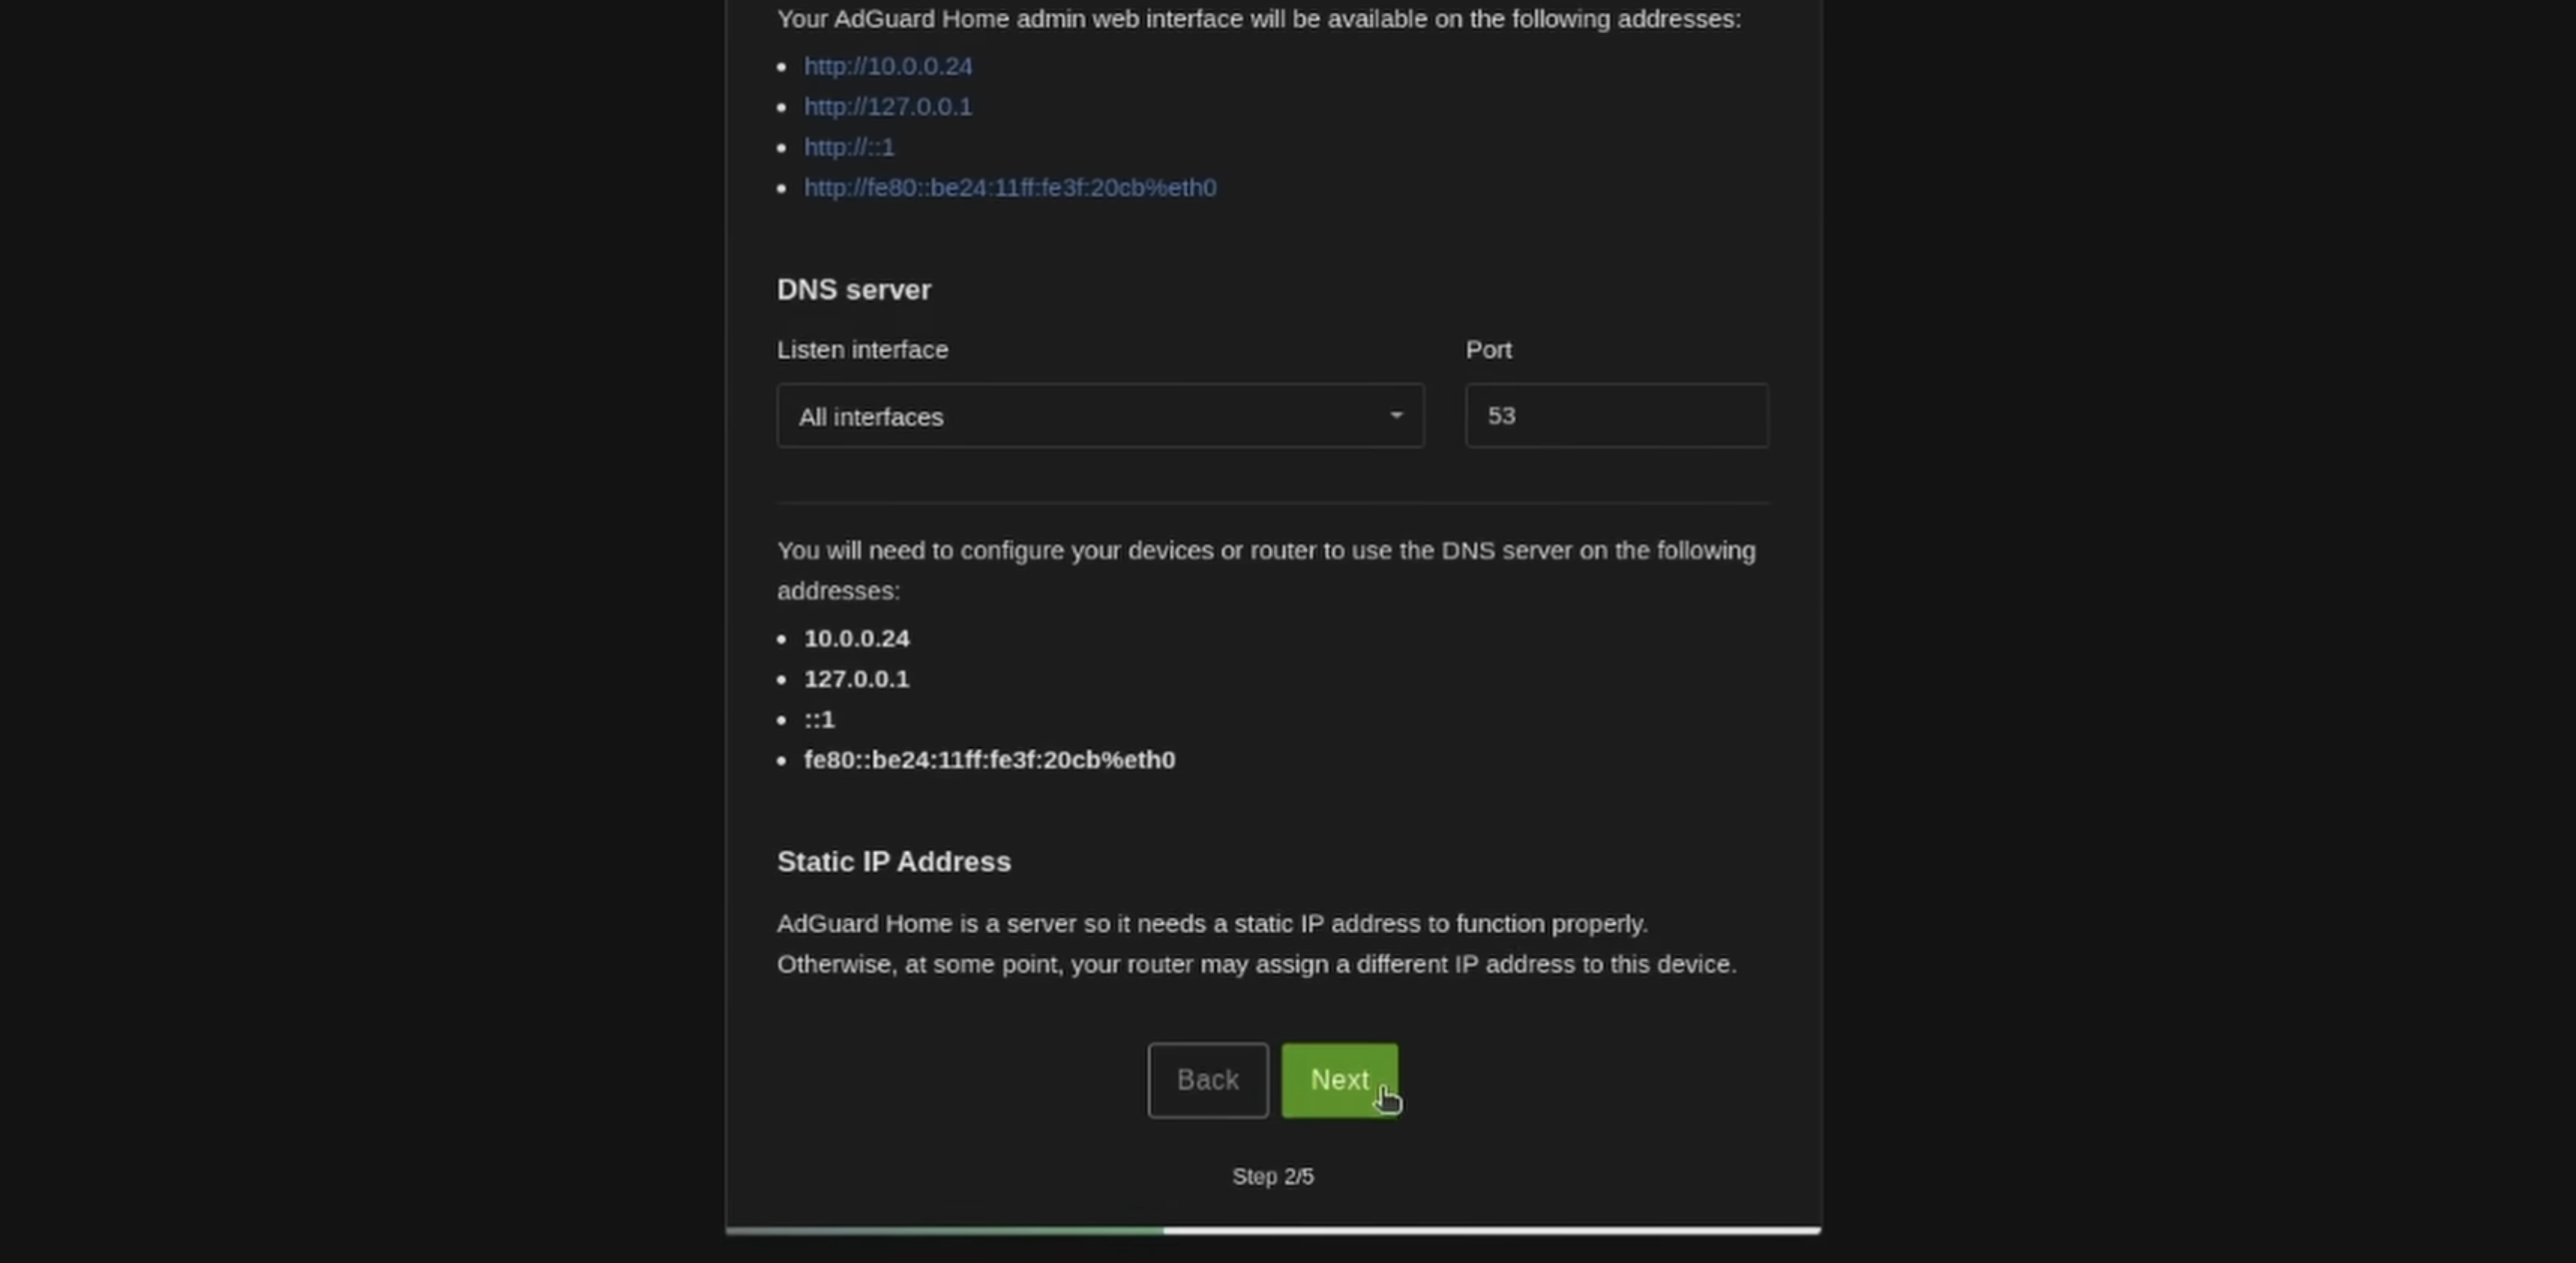 Your AdGuard Home admin web interface will be available on the following addresses:
http://10.0.0.24
http://127.0.0.1
http://::1
http://fe80::be24:11ff:fe3f:20cb%eth0
DNS server
Listen interface
Port
All interfaces
53
You will need to configure your devices or router to use the DNS server on the following
addresses:
10.0.0.24
127.0.0.1
::1
fe80::be24:11ff:fe3f:20cb%eth0
Static IP Address
AdGuard Home is a server so it needs a static IP address to function properly.
Otherwise, at some point, your router may assign a different IP address to this device.
Back
Next
Step 2/5